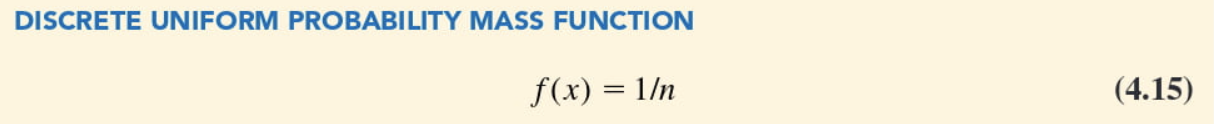 DISCRETE UNIFORM PROBABILITY MASS FUNCTION
f(x) = 1/n (4.15)